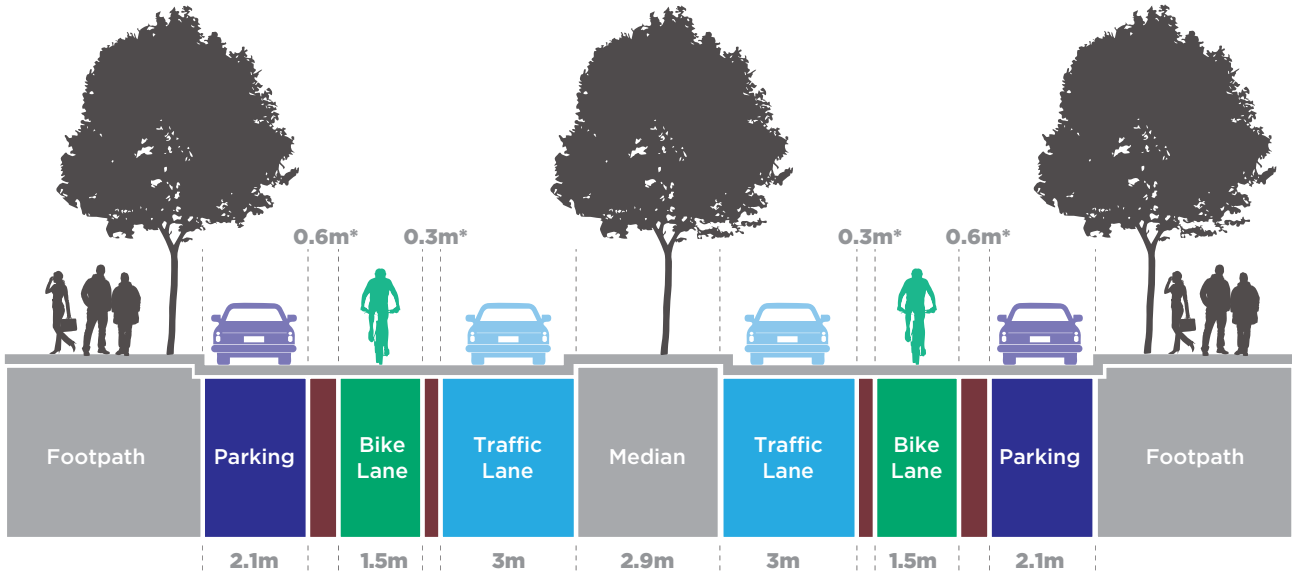 0.6m* 0.3m* 0.3m* 0.6m*
Footpath
Parking
Bike
Lane
Traffic
Lane
Median
Traffic
Lane
Bike
Lane
Parking
Footpath
2.1m 1.5m 3m 2.9m 3m 1.5m 2.1m